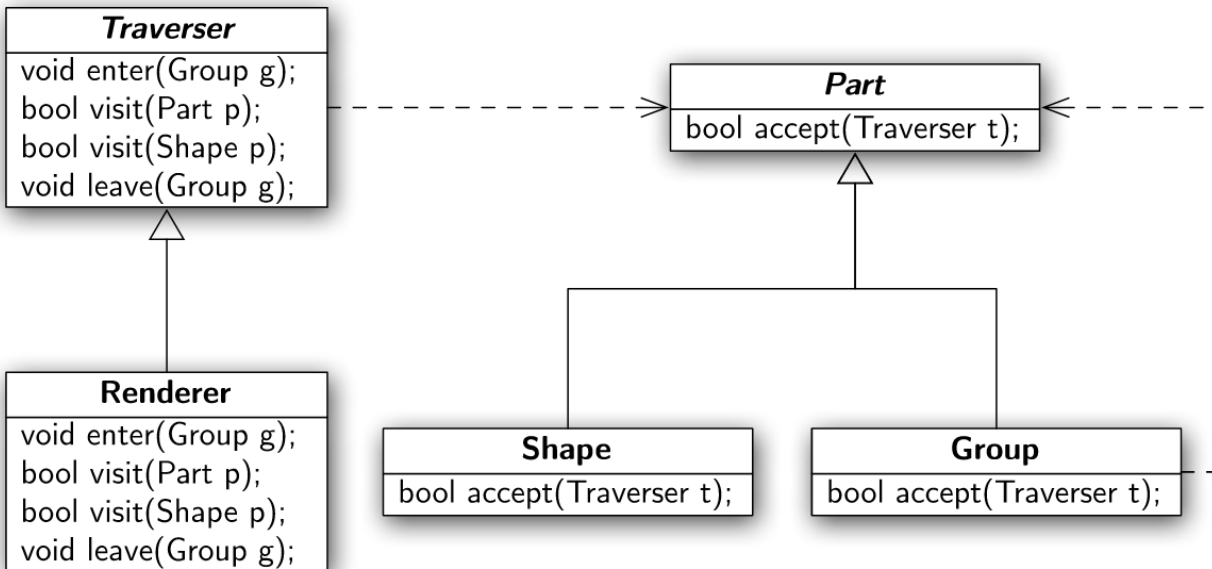 Traverser
void enter(Group g);
bool visit(Part p);
bool visit(Shape p);
void leave(Group g);
Part
bool accept(Traverser t);
Renderer
void enter(Group g);
bool visit(Part p);
bool visit(Shape p);
void leave(Group g);
Shape
bool accept(Traverser t);
Group
bool accept(Traverser t);